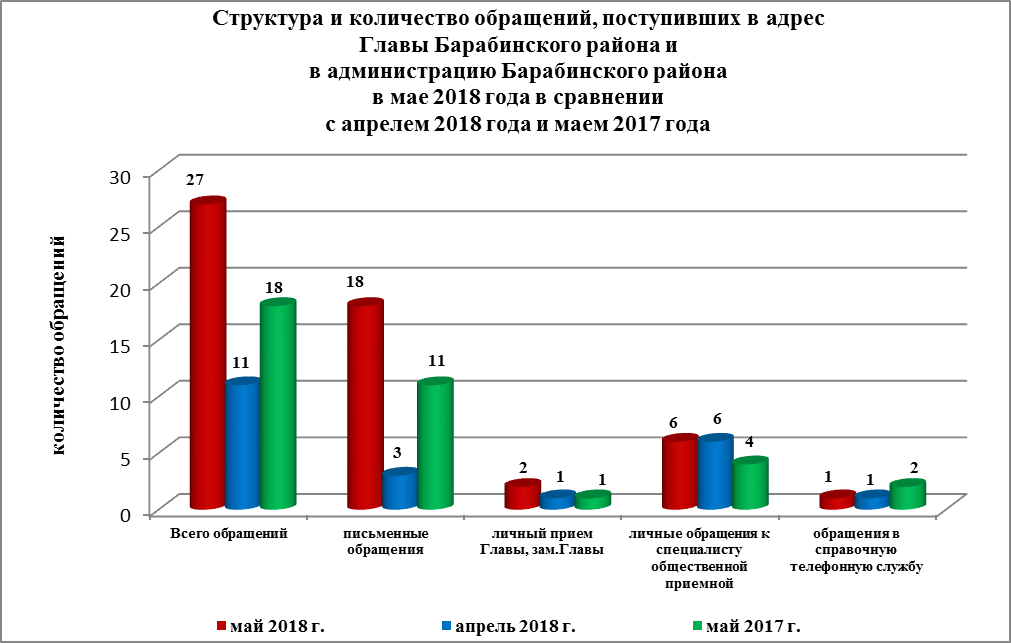 Структура и количество обращений, поступивших в адрес
Главы Барабинского района и
в администрацию Барабинского района
в мае 2018 года в сравнении
с апрелем 2018 года и маем 2017 года
количество обращений
30
25
20
15
10
5
0
27
11
18
18
3
11
2
1
1
6
6
4
1
1
2
Всего обращений
письменные
обращения
личный прием
Главы, зам.Главы
личные обращения к
специалисту
общественной
приемной
обращения в
справочную
телефонную службу
май 2018 г.
апрель 2018 г.
май 2017 г.